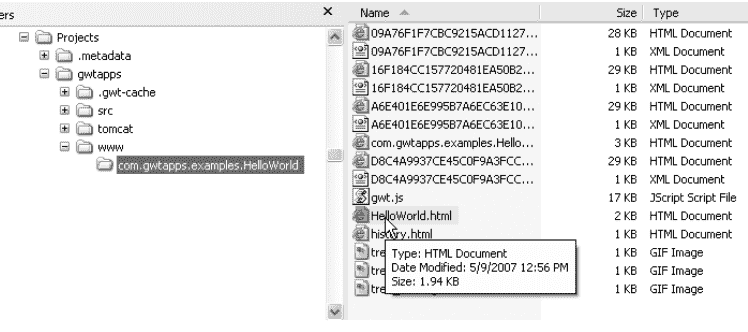 ers
Projects
.metadata
gwtapps
.gwt-cache
src
tomcat
www
com.gwtapps.examples.HelloWorld
Name Size Type
09A76F1F7CBC9215ACD1127... 28 KB HTML Document
09A76F1F7CBC9215ACD1127... 1 KB XML Document
16F184CC157720481EA50B2... 29 KB HTML Document
16F184CC157720481EA50B2... 1 KB XML Document
A6E401E6E995B7A6EC63E10... 29 KB HTML Document
A6E401E6E995B7A6EC63E10... 1 KB XML Document
com.gwtapps.examples.Hello... 3 KB HTML Document
D8C4A9937CE45C0F9A3FCC... 29 KB HTML Document
D8C4A9937CE45C0F9A3FCC... 1 KB XML Document
gwt.js 17 KB JScript Script File
HelloWorld.html 2 KB HTML Document
history.html 1 KB HTML Document
tre 1 KB GIF Image
tre 1 KB GIF Image
tre 1 KB GIF Image
Type: HTML Document
Date Modified: 5/9/2007 12:56 PM
Size: 1.94 KB